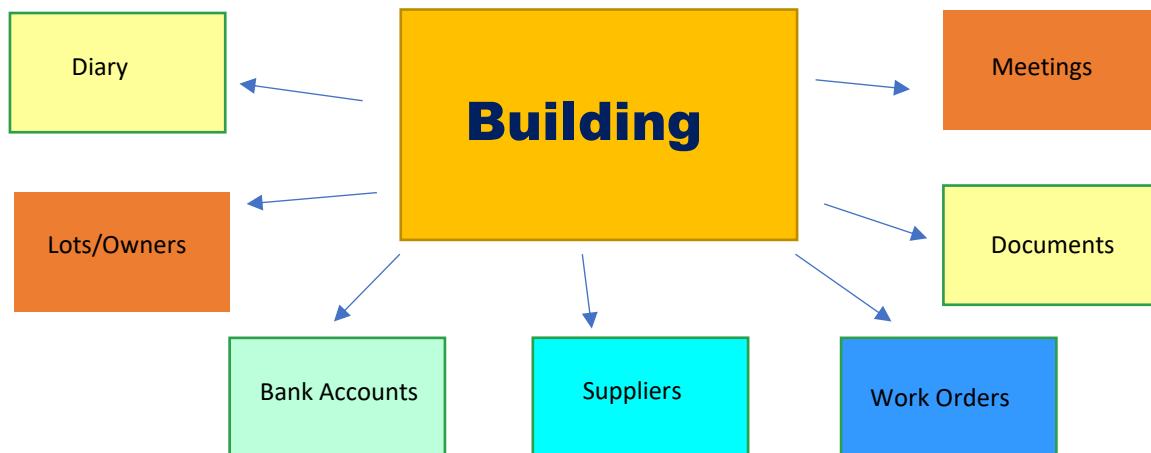 Diary
Building
Meetings
Lots/Owners
Documents
Bank Accounts
Suppliers
Work Orders